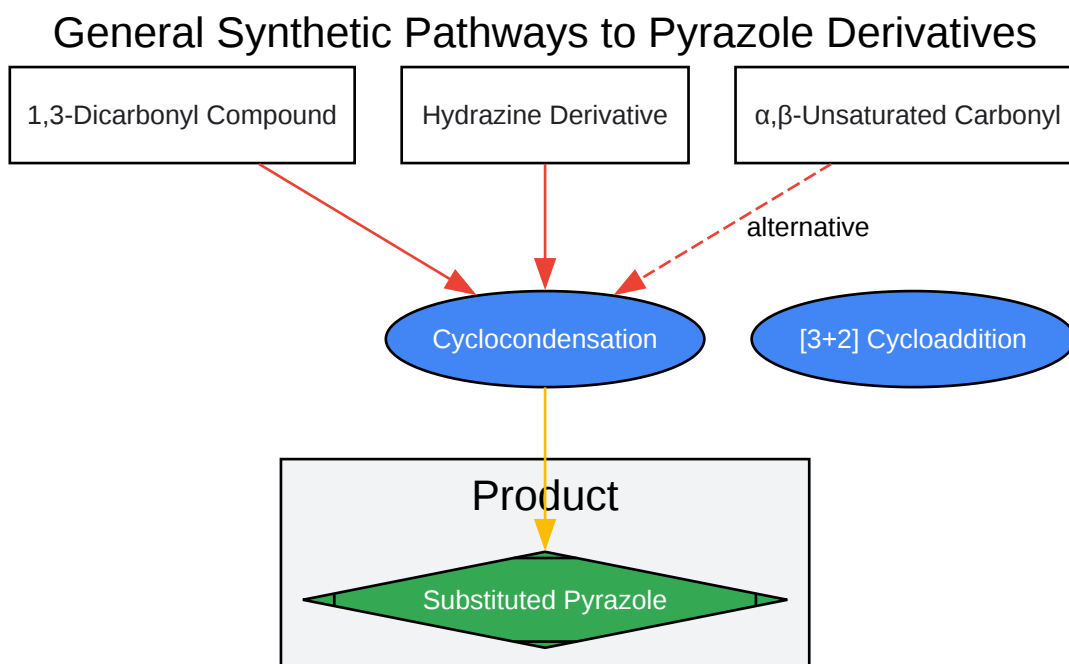 General Synthetic Pathways to Pyrazole Derivatives
1,3-Dicarbonyl Compound
Hydrazine Derivative
α,β-Unsaturated Carbonyl
alternative
Cyclocondensation
[3+2] Cycloaddition
Product
Substituted Pyrazole